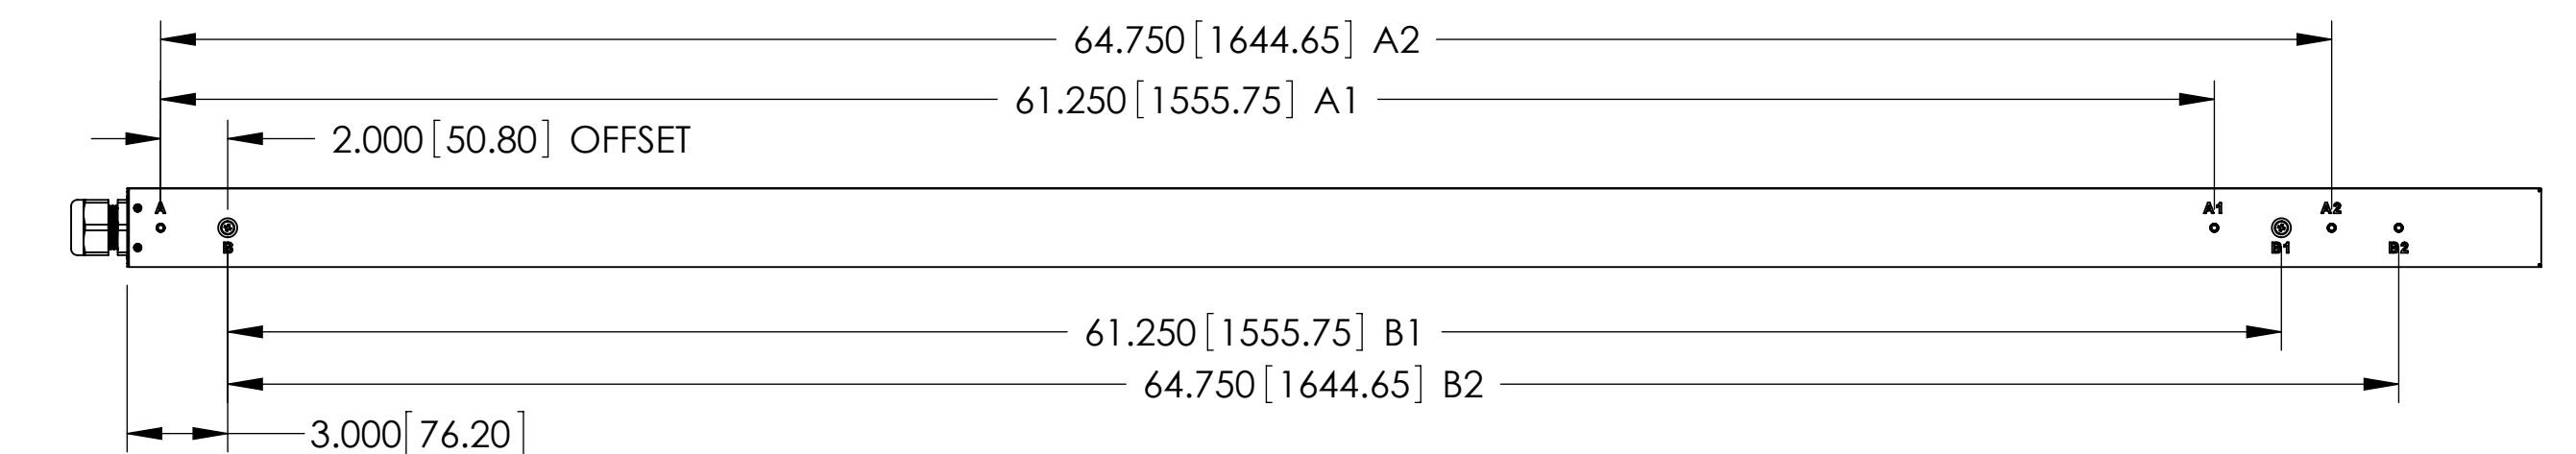 64.750[1644.65] A2
61.250[1555.75] A1
2.000[50.80] OFFSET
A A1 A2
B B1 B2
61.250[1555.75] B1
64.750[1644.65] B2
3.000[76.20]